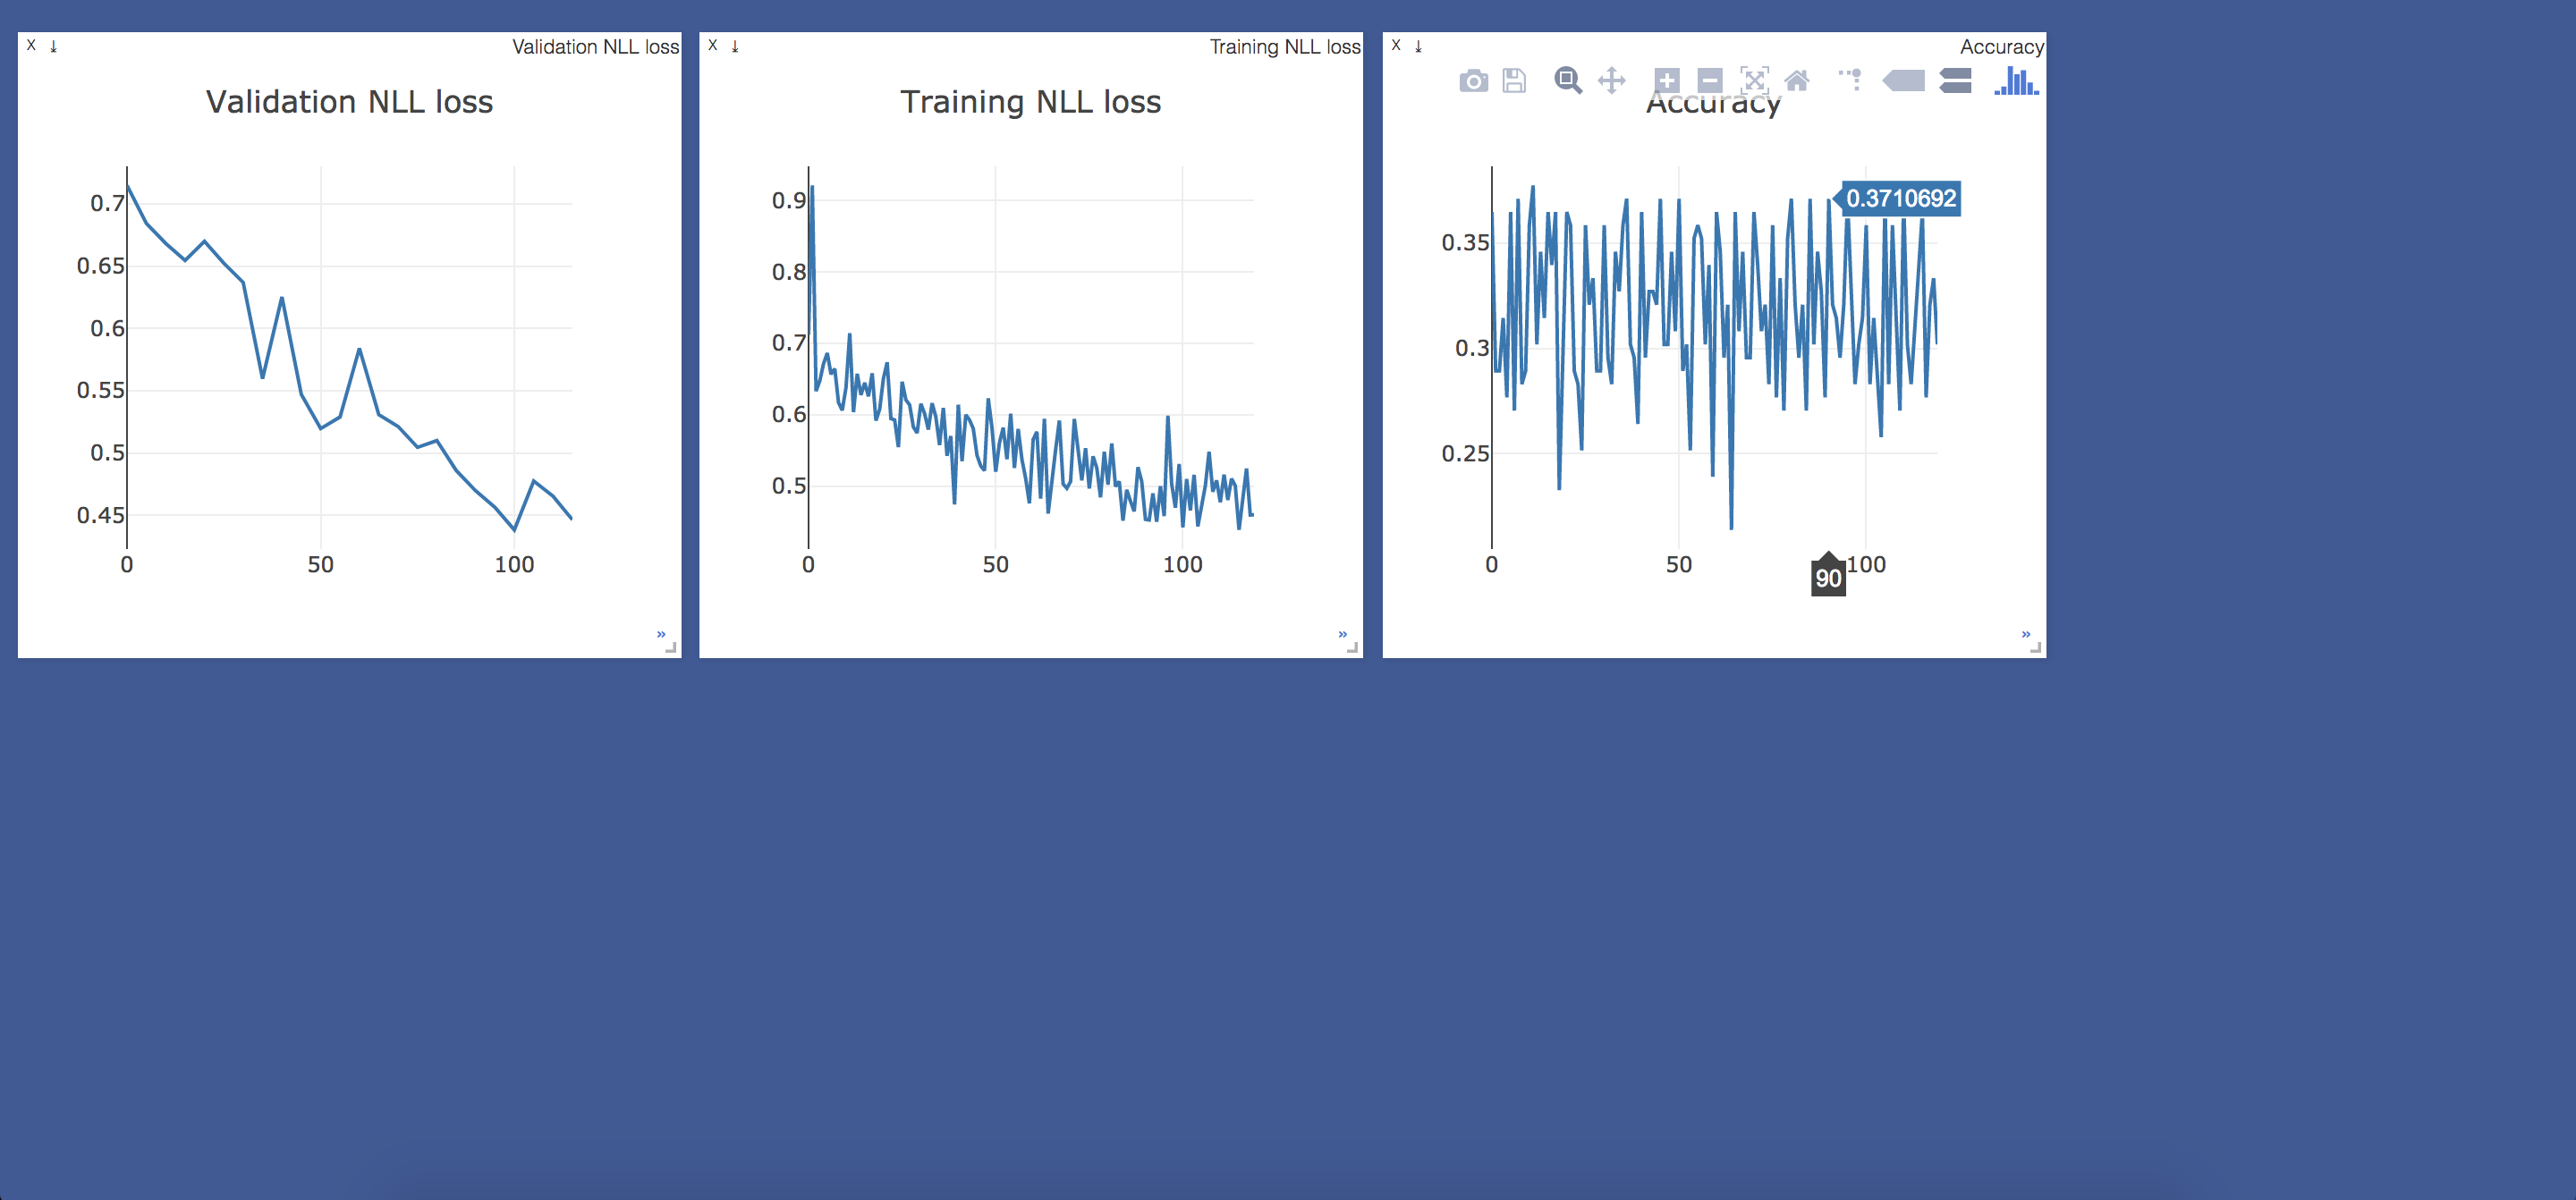 X ↓ Validation NLL loss
Validation NLL loss
0.7
0.65
0.6
0.55
0.5
0.45
0 50 100
»
X ↓ Training NLL loss
Training NLL loss
0.9
0.8
0.7
0.6
0.5
0 50 100
»
X ↓ Accuracy
Accuracy
0.3710692
0.35
0.3
0.25
0 50 100
90
»